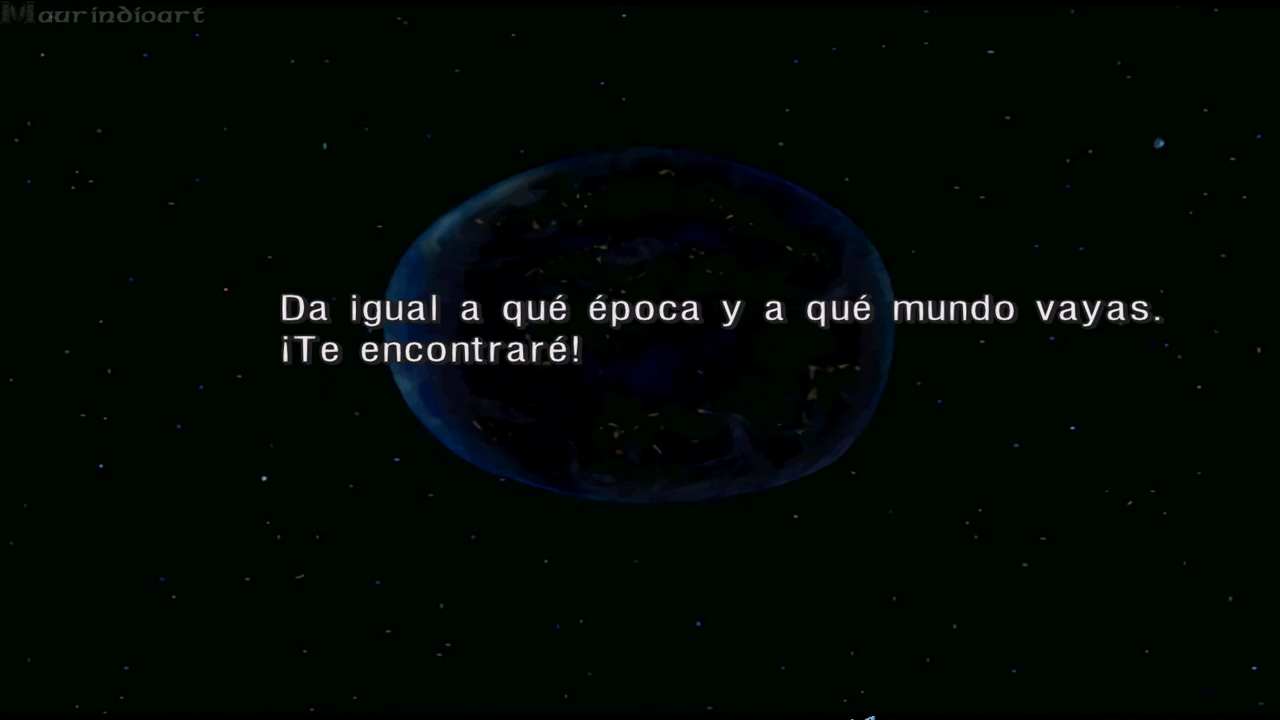 Maurindioart
Da igual a qué época y a qué mundo vayas.
¡Te encontraré!